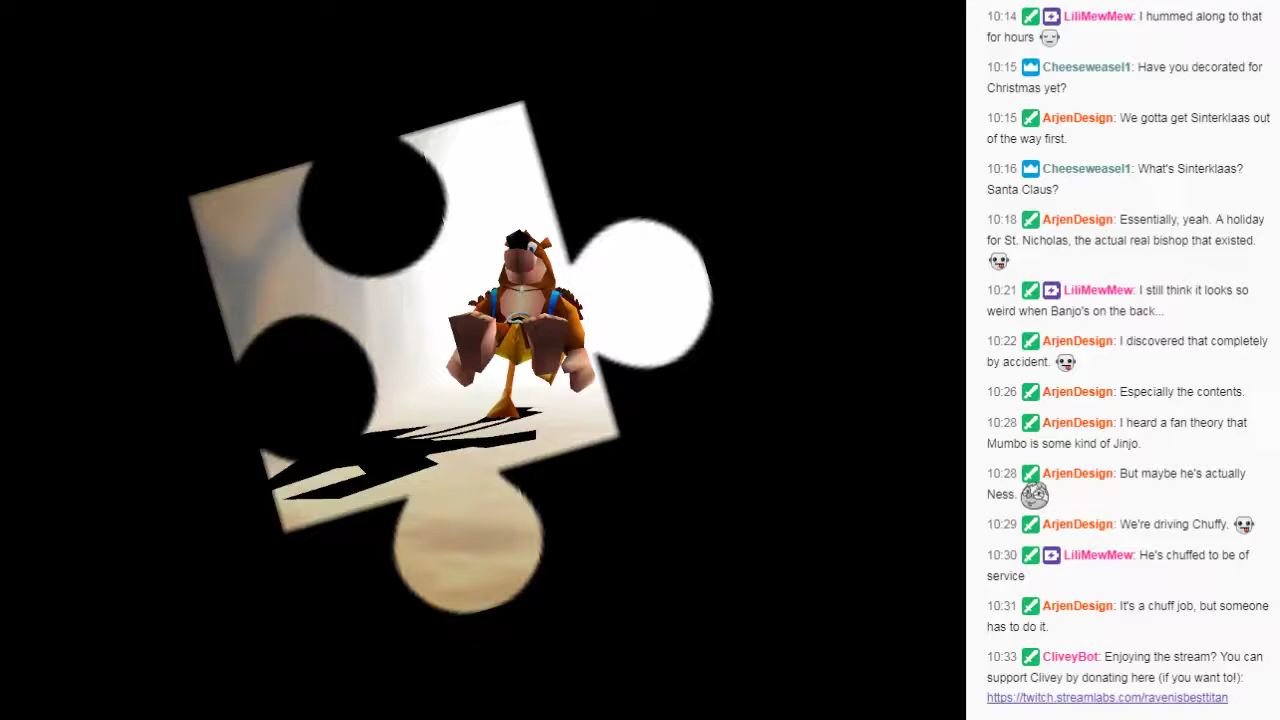 10:14 LiliMewMew: I hummed along to that
for hours
10:15 Cheeseweasel1: Have you decorated for
Christmas yet?
10:15 ArjenDesign: We gotta get Sinterklaas out
of the way first.
10:16 Cheeseweasel1: What's Sinterklaas?
Santa Claus?
10:18 ArjenDesign: Essentially, yeah. A holiday
for St. Nicholas, the actual real bishop that existed.
10:21 LiliMewMew: I still think it looks so
weird when Banjo's on the back...
10:22 ArjenDesign: I discovered that completely
by accident.
10:26 ArjenDesign: Especially the contents.
10:28 ArjenDesign: I heard a fan theory that
Mumbo is some kind of Jinjo.
10:28 ArjenDesign: But maybe he's actually
Ness.
10:29 ArjenDesign: We're driving Chuffy.
10:30 LiliMewMew: He's chuffed to be of
service
10:31 ArjenDesign: It's a chuff job, but someone
has to do it.
10:33 CliveyBot: Enjoying the stream? You can
support Clivey by donating here (if you want to!):
https://twitch.streamlabs.com/ravenisbesttitan